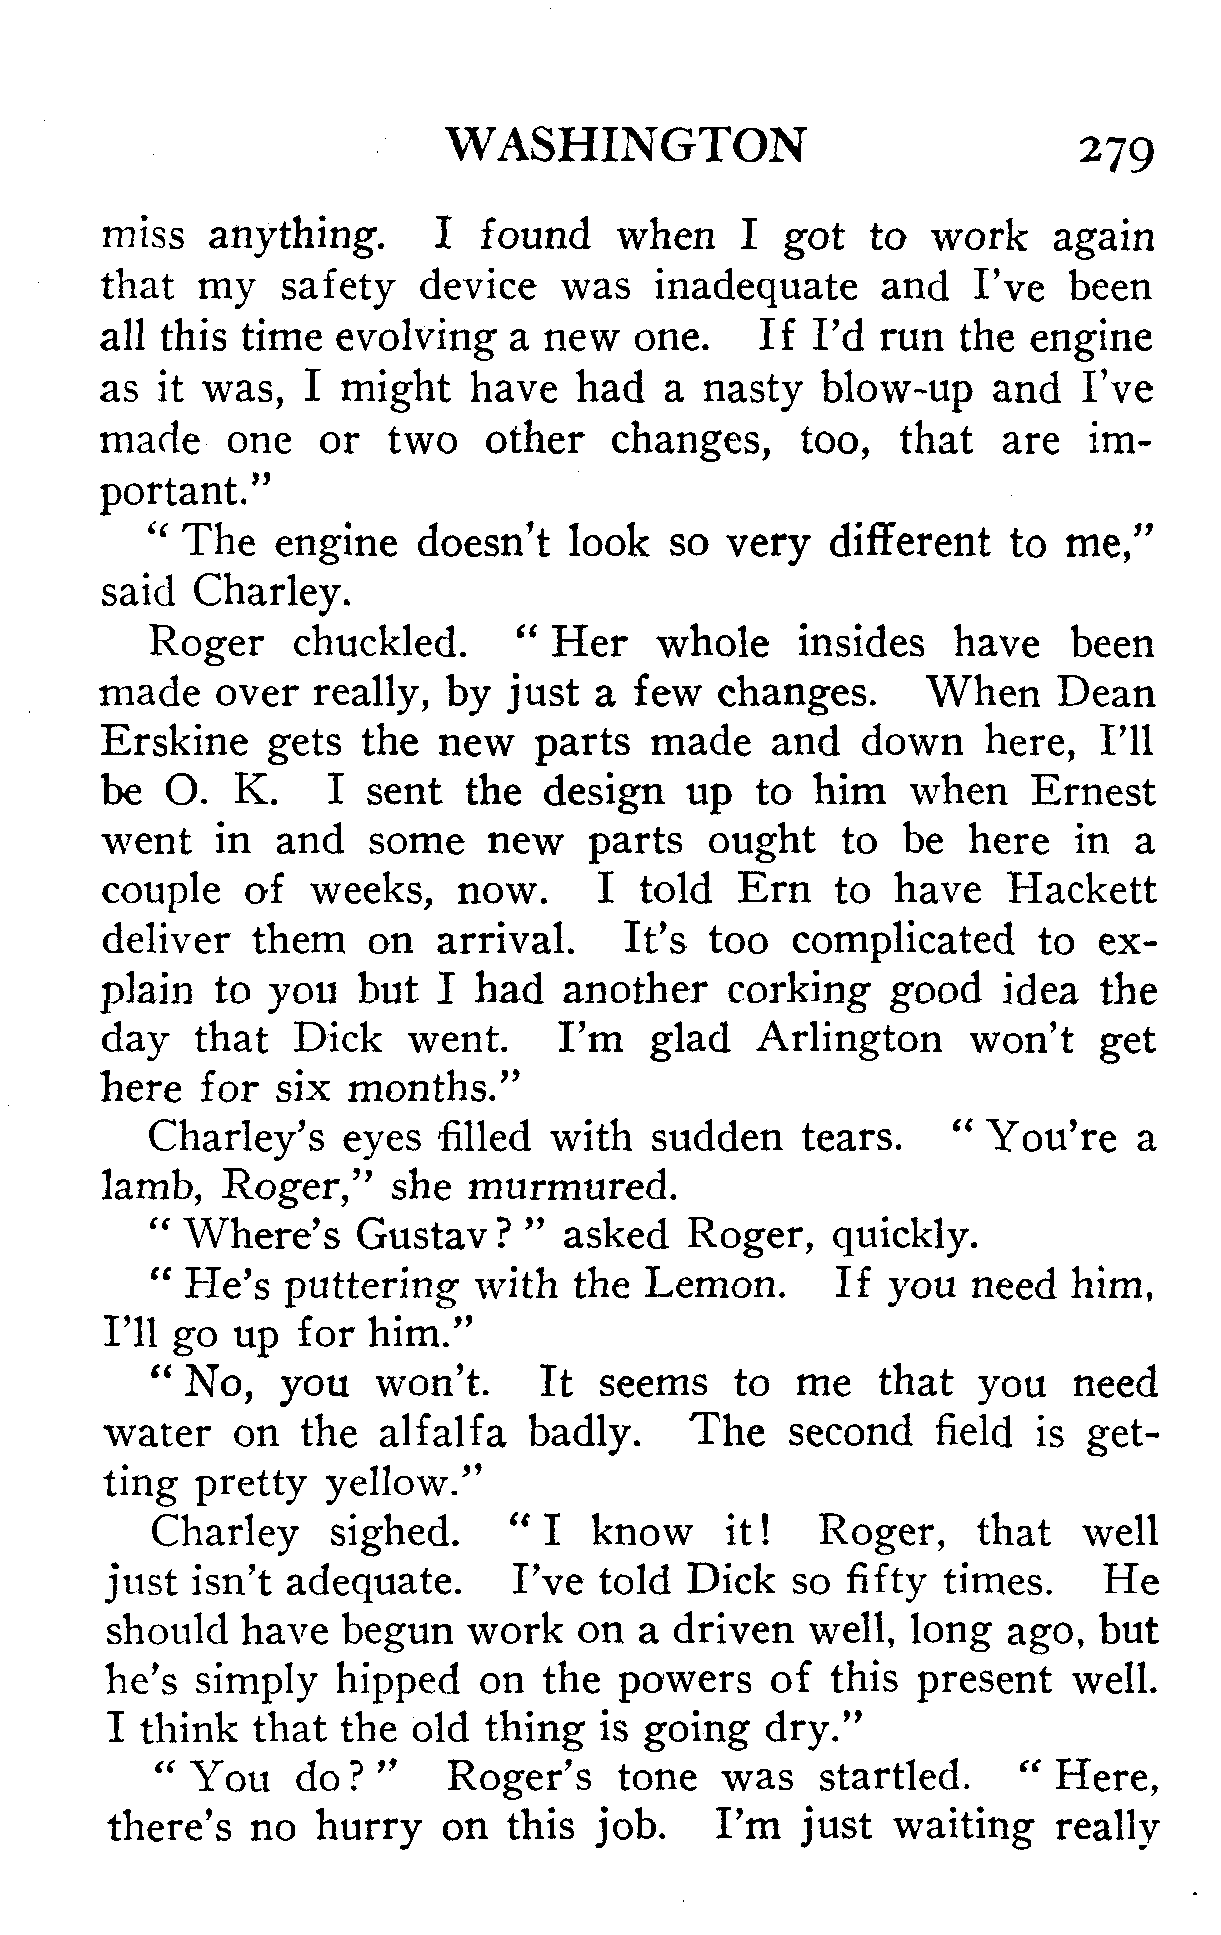 WASHINGTON 279
miss anything. I found when I got to work again
that my safety device was inadequate and I've been
all this time evolving a new one. If I'd run the engine
as it was, I might have had a nasty blow-up and I've
made one or two other changes, too, that are im-
portant."
" The engine doesn't look so very different to me,"
said Charley.
Roger chuckled. " Her whole insides have been
made over really, by just a few changes. When Dean
Erskine gets the new parts made and down here, I'll
be O. K. I sent the design up to him when Ernest
went in and some new parts ought to be here in a
couple of weeks, now. I told Ern to have Hackett
deliver them on arrival. It's too complicated to ex-
plain to you but I had another corking good idea the
day that Dick went. I'm glad Arlington won't get
here for six months."
Charley's eyes filled with sudden tears. " You're a
lamb, Roger," she murmured.
" Where's Gustav? " asked Roger, quickly.
" He's puttering with the Lemon. If you need him,
I'll go up for him."
" No, you won't. It seems to me that you need
water on the alfalfa badly. The second field is get-
ting pretty yellow."
Charley sighed. " I know it! Roger, that well
just isn't adequate. I've told Dick so fifty times. He
should have begun work on a driven well, long ago, but
he's simply hipped on the powers of this present well.
I think that the old thing is going dry."
" You do? " Roger's tone was startled. " Here,
there's no hurry on this job. I'm just waiting really